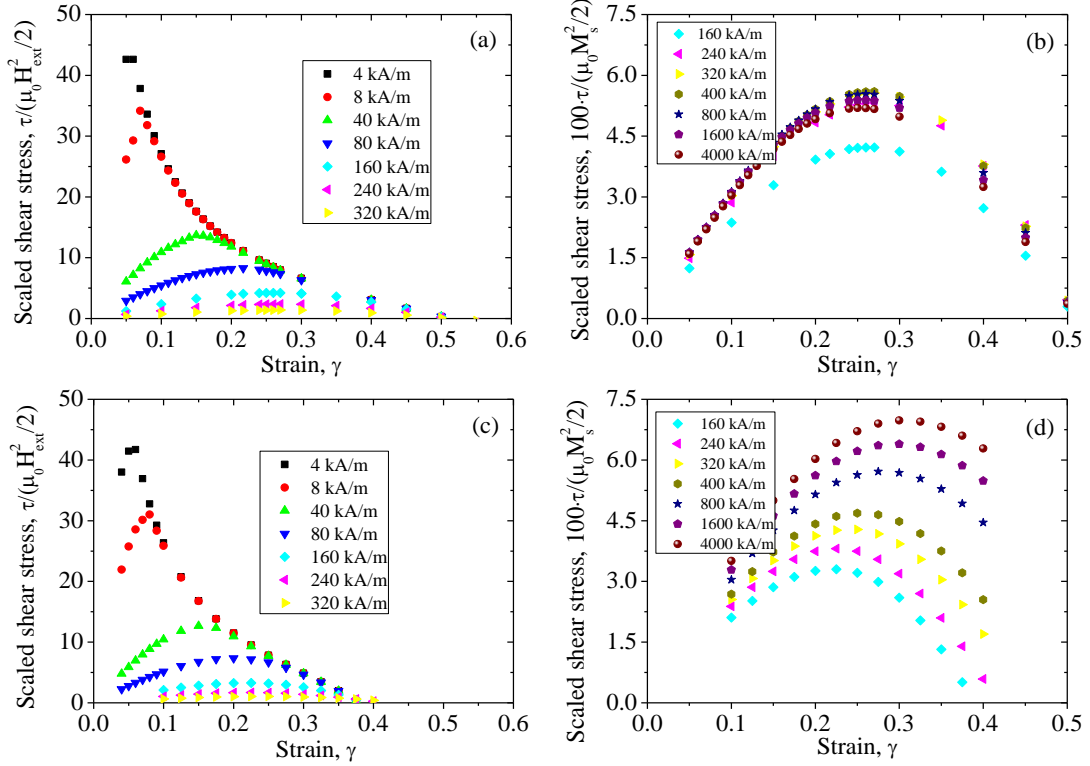 (a)
Scaled shear stress, τ/(μ₀H²ext/2)
50
40
30
20
10
0
4 kA/m
8 kA/m
40 kA/m
80 kA/m
160 kA/m
240 kA/m
320 kA/m
0.0 0.1 0.2 0.3 0.4 0.5 0.6
Strain, γ
(b)
Scaled shear stress, 100·τ/(μ₀M²s/2)
7.5
6.0
4.5
3.0
1.5
0.0
160 kA/m
240 kA/m
320 kA/m
400 kA/m
800 kA/m
1600 kA/m
4000 kA/m
0.0 0.1 0.2 0.3 0.4 0.5
Strain, γ
(c)
Scaled shear stress, τ/(μ₀H²ext/2)
50
40
30
20
10
0
4 kA/m
8 kA/m
40 kA/m
80 kA/m
160 kA/m
240 kA/m
320 kA/m
0.0 0.1 0.2 0.3 0.4 0.5 0.6
Strain, γ
(d)
Scaled shear stress, 100·τ/(μ₀M²s/2)
7.5
6.0
4.5
3.0
1.5
0.0
160 kA/m
240 kA/m
320 kA/m
400 kA/m
800 kA/m
1600 kA/m
4000 kA/m
0.0 0.1 0.2 0.3 0.4 0.5
Strain, γ